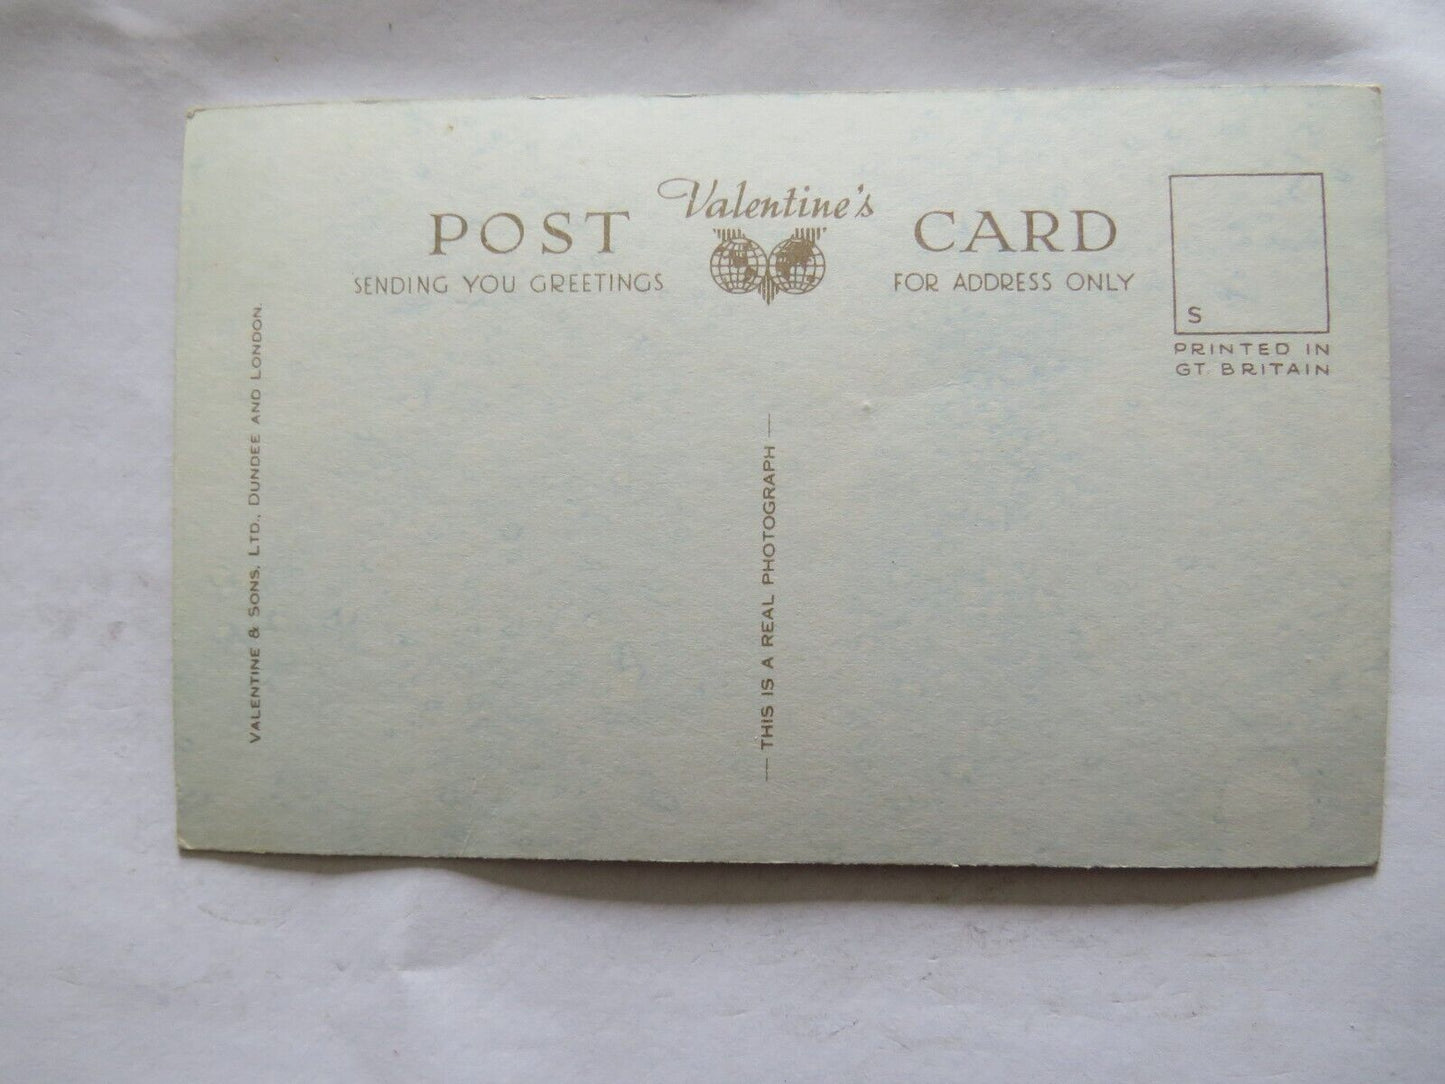 Valentine's
POST CARD
SENDING YOU GREETINGS
FOR ADDRESS ONLY
S
PRINTED IN
GT. BRITAIN
VALENTINE & SONS, LTD., DUNDEE AND LONDON.
— THIS IS A REAL PHOTOGRAPH —